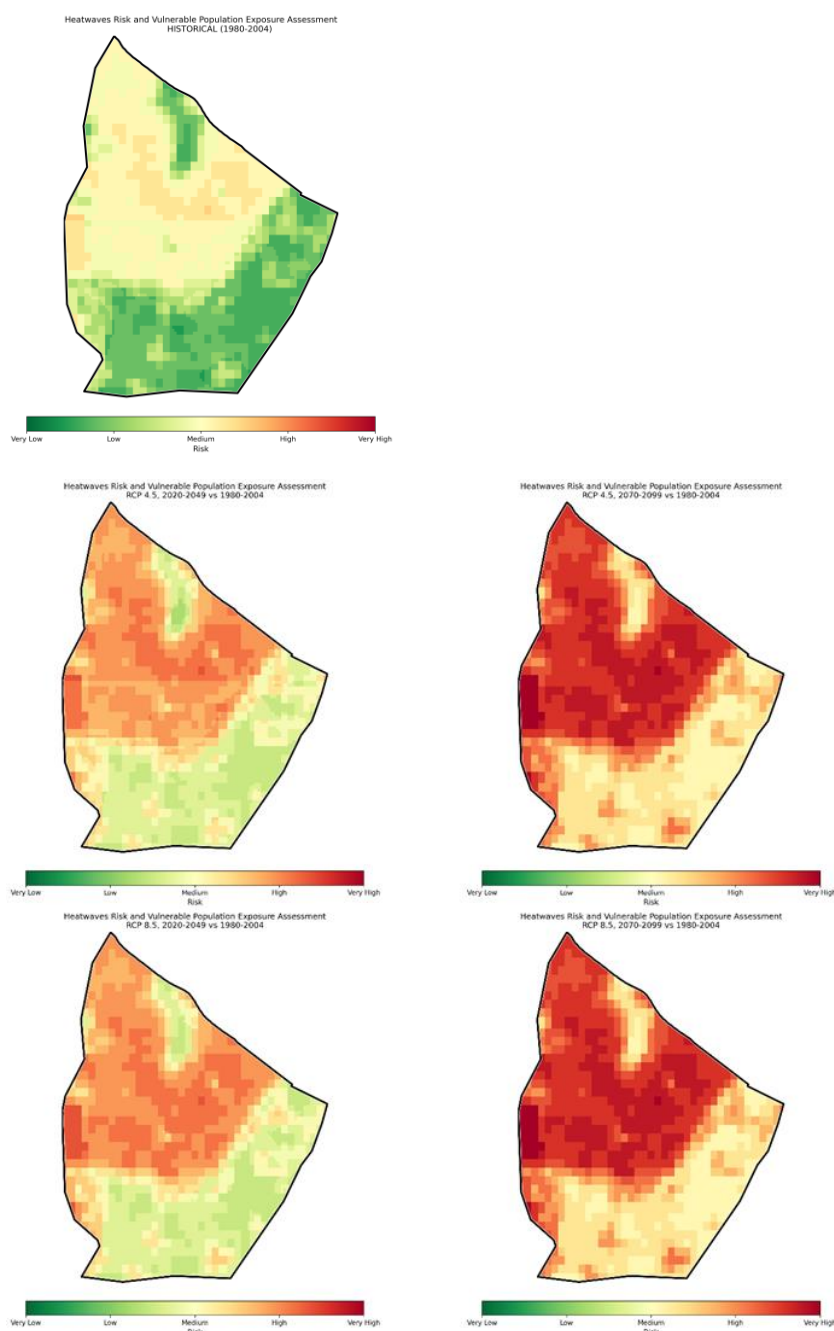 Heatwaves Risk and Vulnerable Population Exposure Assessment
HISTORICAL (1980-2004)
Very Low Low Medium High Very High
Risk
Heatwaves Risk and Vulnerable Population Exposure Assessment
RCP 4.5, 2020-2049 vs 1980-2004
Very Low Low Medium High Very High
Risk
Heatwaves Risk and Vulnerable Population Exposure Assessment
RCP 4.5, 2070-2099 vs 1980-2004
Very Low Low Medium High Very High
Risk
Heatwaves Risk and Vulnerable Population Exposure Assessment
RCP 8.5, 2020-2049 vs 1980-2004
Very Low Low Medium High Very High
Risk
Heatwaves Risk and Vulnerable Population Exposure Assessment
RCP 8.5, 2070-2099 vs 1980-2004
Very Low Low Medium High Very High
Risk